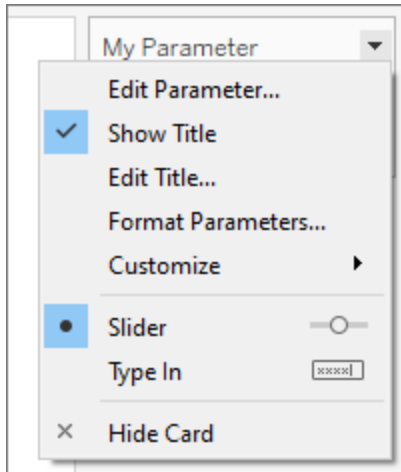 My Parameter
Edit Parameter...
Show Title
Edit Title...
Format Parameters...
Customize
Slider
Type In
xxxx
Hide Card